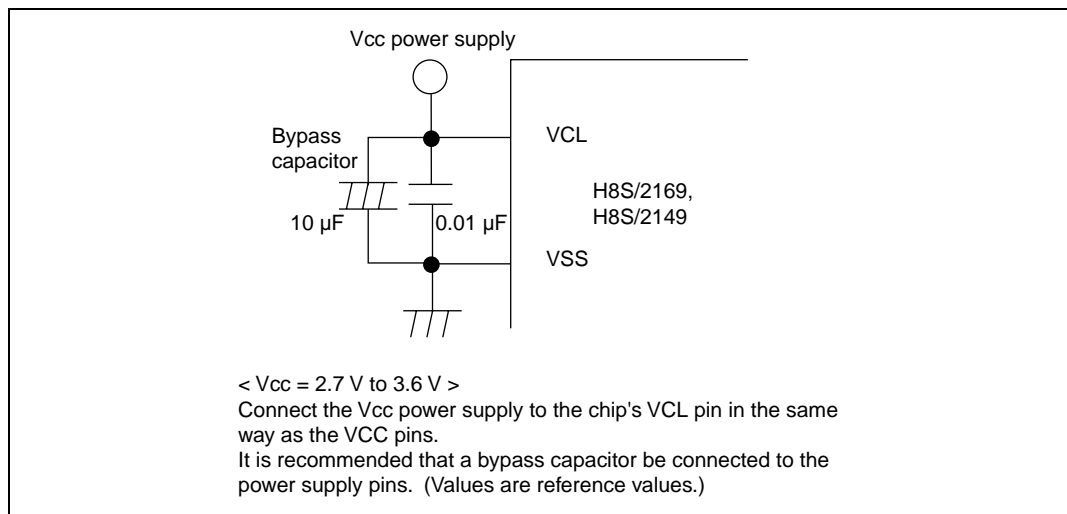 Vcc power supply
Bypass
capacitor
VCL
H8S/2169,
H8S/2149
10 µF
0.01 µF
VSS
< Vcc = 2.7 V to 3.6 V >
Connect the Vcc power supply to the chip's VCL pin in the same
way as the VCC pins.
It is recommended that a bypass capacitor be connected to the
power supply pins.  (Values are reference values.)